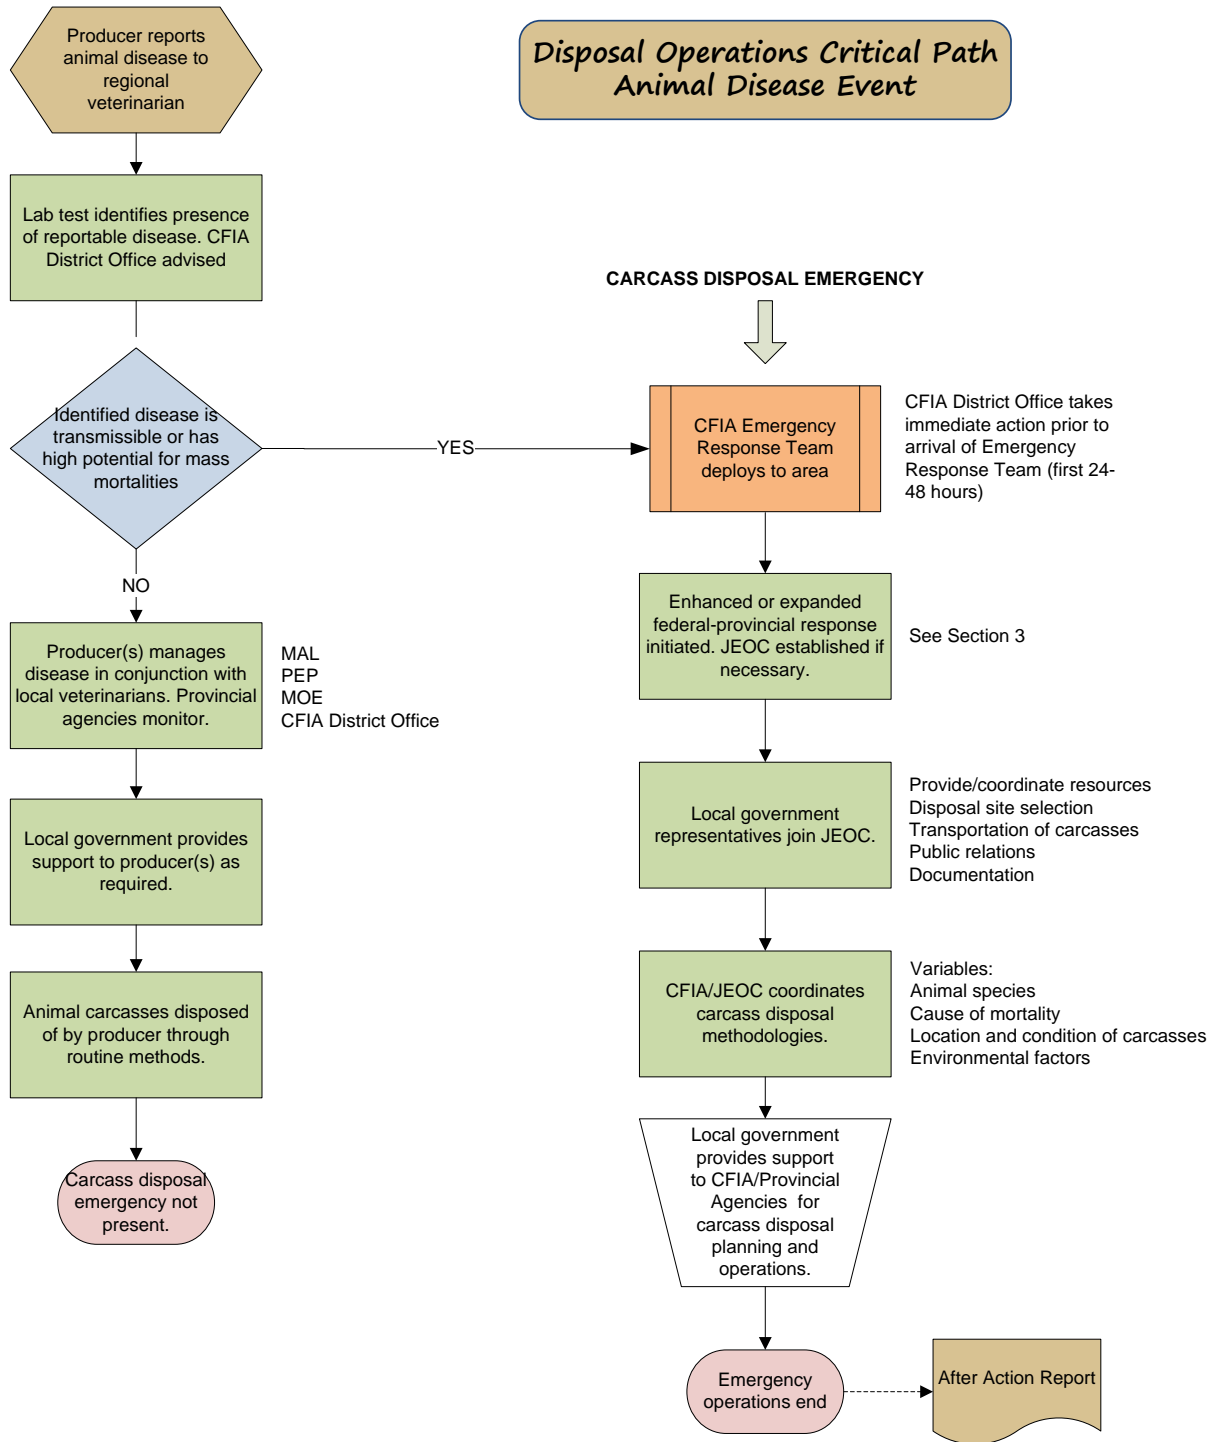 Producer reports
animal disease to
regional
veterinarian
Disposal Operations Critical Path
Animal Disease Event
Lab test identifies presence
of reportable disease. CFIA
District Office advised
CARCASS DISPOSAL EMERGENCY
Identified disease is
transmissible or has
high potential for mass
mortalities
YES
CFIA Emergency
Response Team
deploys to area
CFIA District Office takes
immediate action prior to
arrival of Emergency
Response Team (first 24-
48 hours)
NO
Enhanced or expanded
federal-provincial response
initiated. JEOC established if
necessary.
See Section 3
Producer(s) manages
disease in conjunction with
local veterinarians. Provincial
agencies monitor.
MAL
PEP
MOE
CFIA District Office
Local government
representatives join JEOC.
Provide/coordinate resources
Disposal site selection
Transportation of carcasses
Public relations
Documentation
Local government provides
support to producer(s) as
required.
Animal carcasses disposed
of by producer through
routine methods.
CFIA/JEOC coordinates
carcass disposal
methodologies.
Variables:
Animal species
Cause of mortality
Location and condition of carcasses
Environmental factors
Carcass disposal
emergency not
present.
Local government
provides support
to CFIA/Provincial
Agencies for
carcass disposal
planning and
operations.
Emergency
operations end
After Action Report